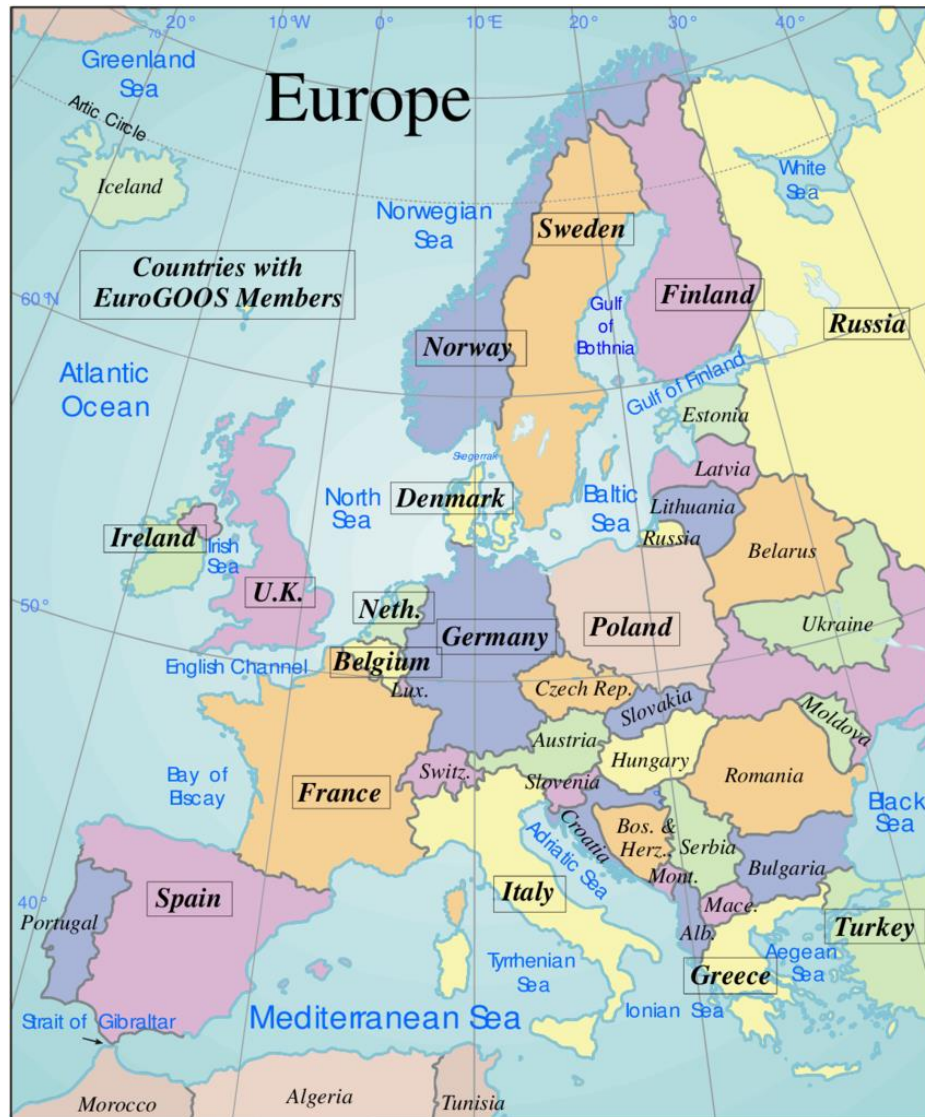 20°
10°
0°
10°E
20°
30°
40°
70
Greenland
Sea
Europe
Artic Circle
Iceland
White
Sea
Norwegian
Sea
Sweden
Countries with
EuroGOOS Members
Finland
60°N
Gulf
of
Bothnia
Russia
Norway
Atlantic
Ocean
Gulf of Finland
Estonia
Skegerrak
Latvia
North
Sea
Denmark
Baltic
Sea
Lithuania
Russia
Belarus
Ireland
Irish
Sea
U.K.
50°
Neth.
Germany
Poland
Ukraine
English Channel
Belgium
Lux.
Czech Rep.
Slovakia
Moldova
Austria
Bay of
Biscay
France
Switz.
Slovenia
Hungary
Romania
Black
Sea
Croatia
Bos. &
Herz..
Serbia
Adriatic Sea
Mont.
Bulgaria
40°
Portugal
Spain
Italy
Mace.
Alb.
Turkey
Tyrrhenian
Sea
Greece
Aegean
Sea
Ionian Sea
Strait of Gibraltar
Mediterranean Sea
Morocco
Algeria
Tunisia